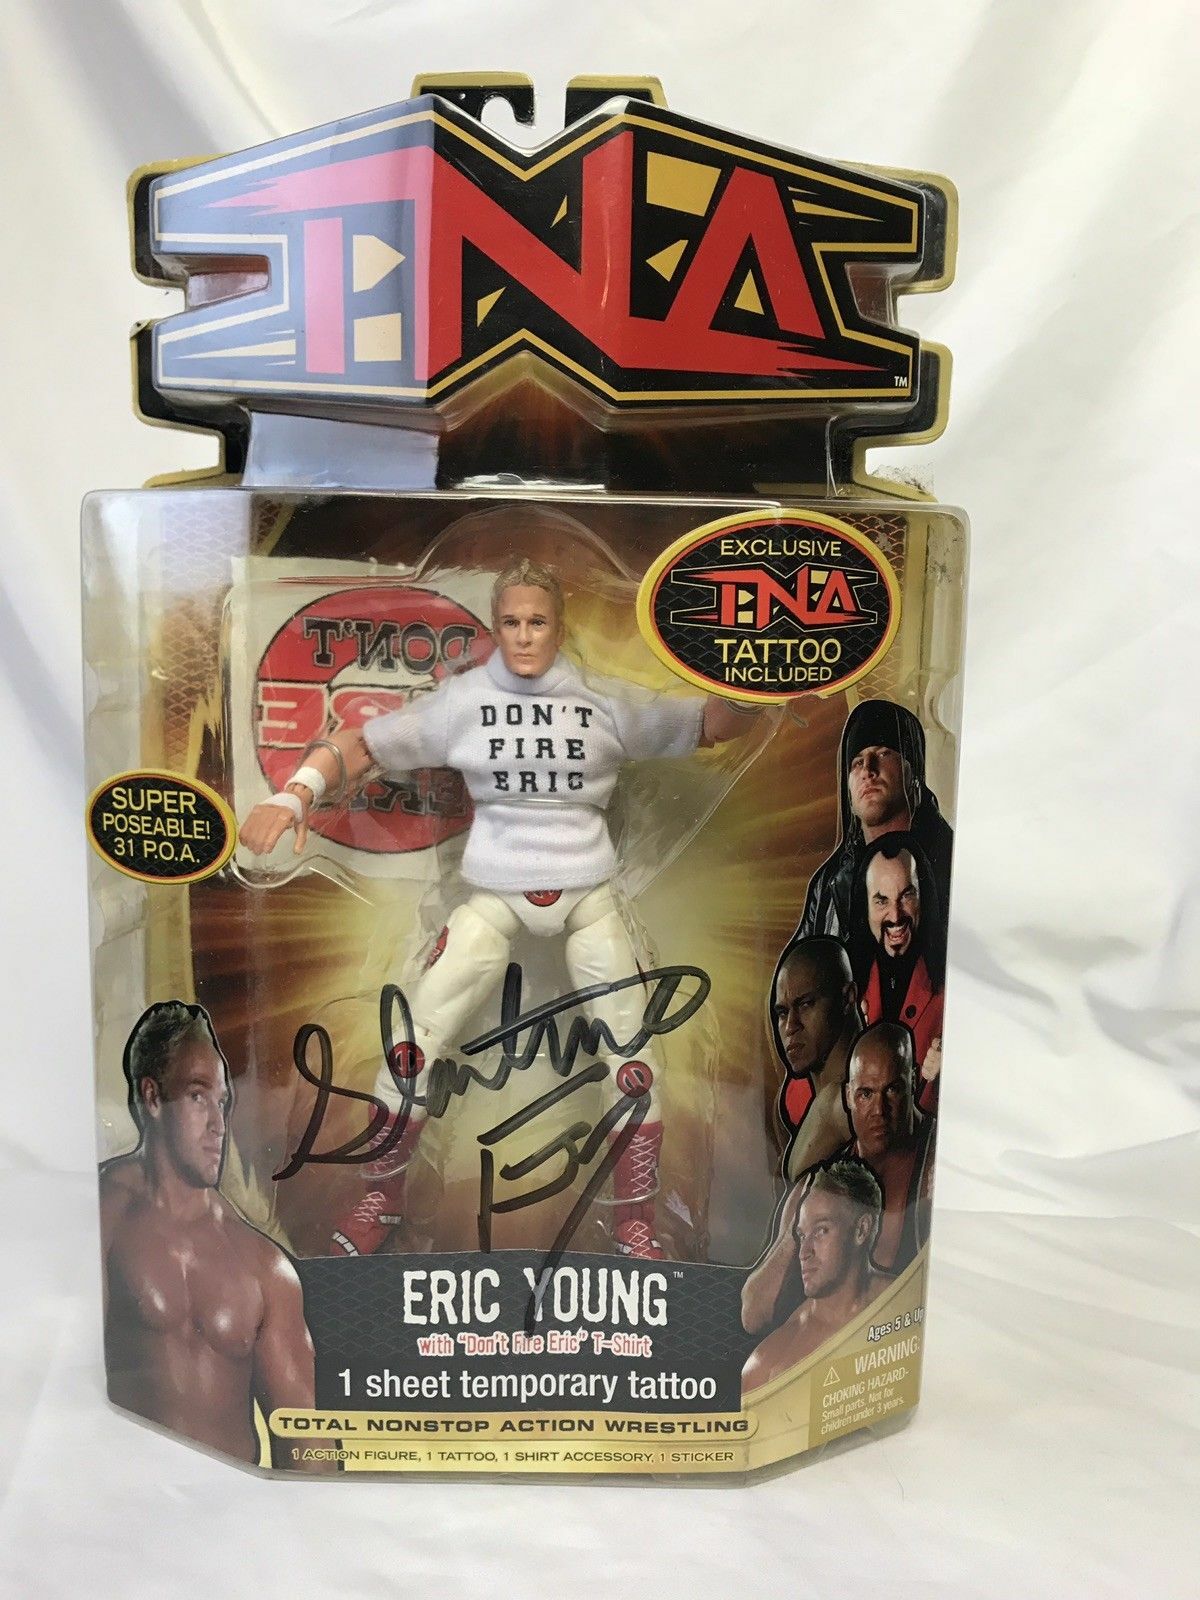 TNA
TM
EXCLUSIVE
TNA
TATTOO
INCLUDED
DON'T
DON'T
FIRE
ERIC
SUPER
POSEABLE!
31 P.O.A.
ERIC YOUNG™
with "Don't Fire Eric" T-Shirt
1 sheet temporary tattoo
TOTAL NONSTOP ACTION WRESTLING
1 ACTION FIGURE, 1 TATTOO, 1 SHIRT ACCESSORY, 1 STICKER
Ages 5 & Up
WARNING:
CHOKING HAZARD-
Small parts. Not for
children under 3 years.